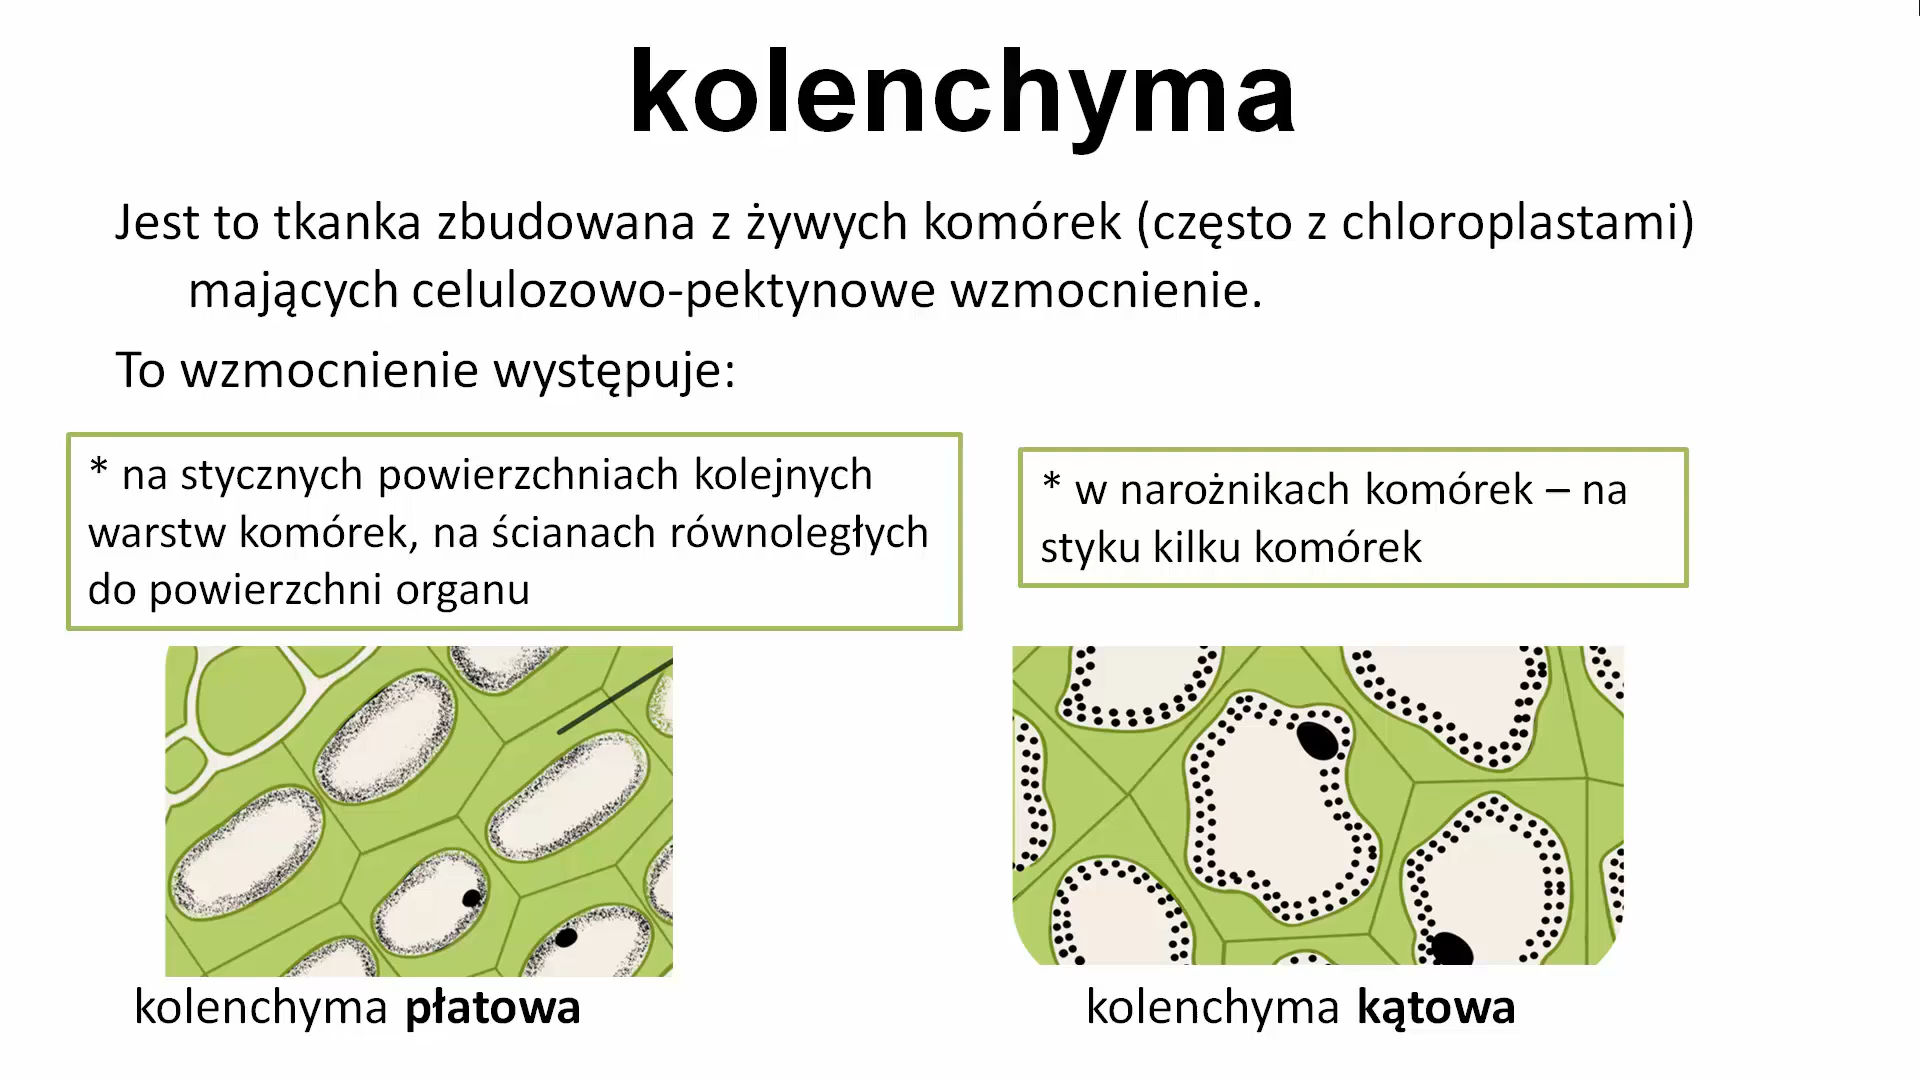 kolenchyma
Jest to tkanka zbudowana z żywych komórek (często z chloroplastami)
mających celulozowo-pektynowe wzmocnienie.
To wzmocnienie występuje:
* na stycznych powierzchniach kolejnych
warstw komórek, na ścianach równoległych
do powierzchni organu
* w narożnikach komórek – na
styku kilku komórek
kolenchyma płatowa
kolenchyma kątowa